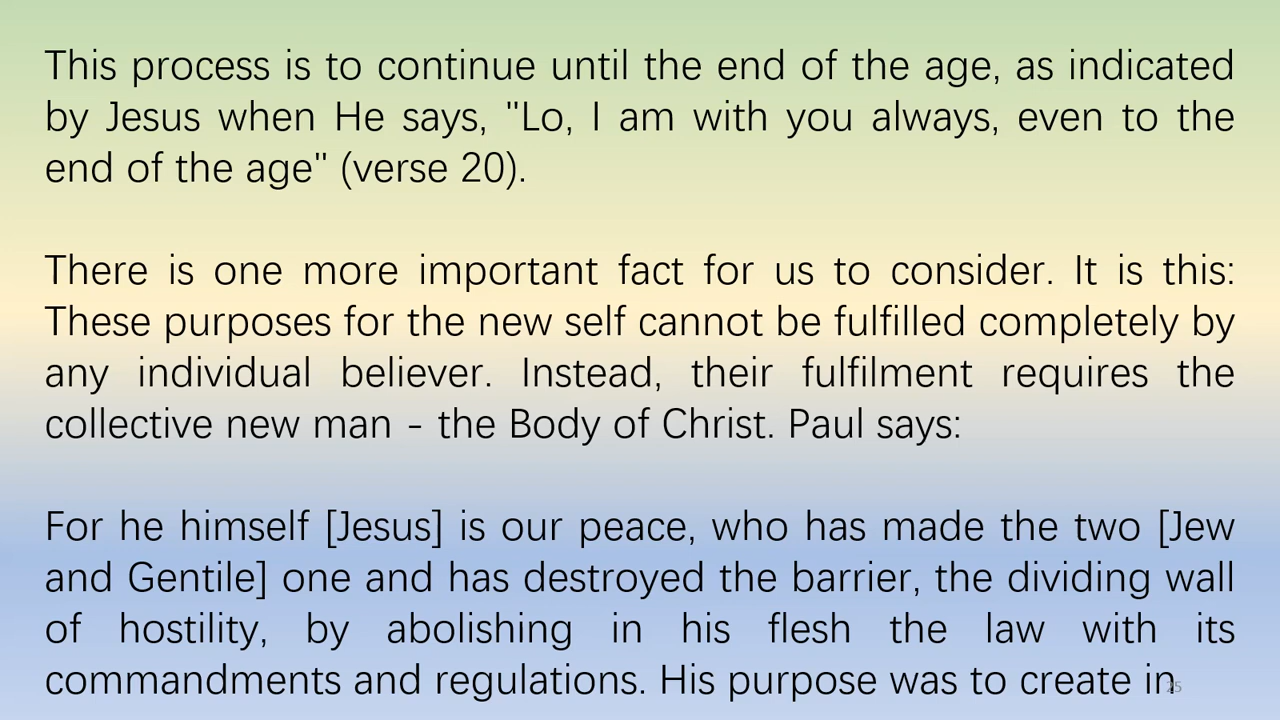 This process is to continue until the end of the age, as indicated
by Jesus when He says, "Lo, I am with you always, even to the
end of the age" (verse 20).
There is one more important fact for us to consider. It is this:
These purposes for the new self cannot be fulfilled completely by
any individual believer. Instead, their fulfilment requires the
collective new man - the Body of Christ. Paul says:
For he himself [Jesus] is our peace, who has made the two [Jew
and Gentile] one and has destroyed the barrier, the dividing wall
of hostility, by abolishing in his flesh the law with its
commandments and regulations. His purpose was to create in
25